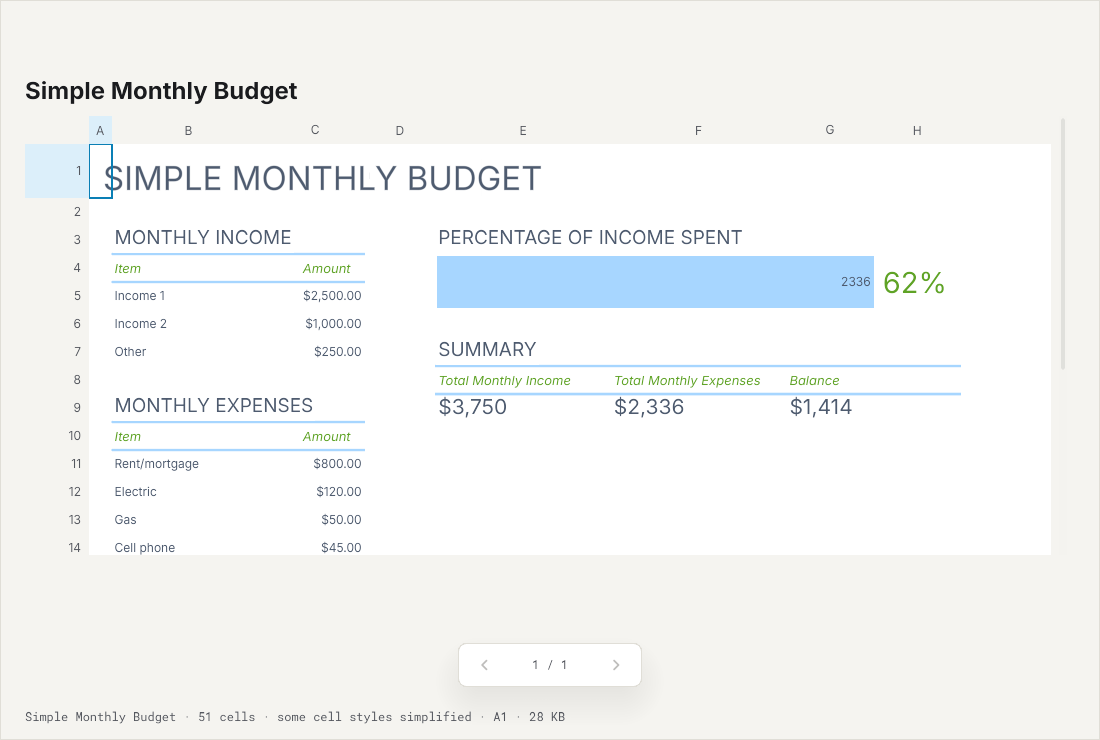 Simple Monthly Budget
A B C D E F G H
1 SIMPLE MONTHLY BUDGET
2
3 MONTHLY INCOME PERCENTAGE OF INCOME SPENT
4 Item Amount
5 Income 1 $2,500.00 2336 62%
6 Income 2 $1,000.00
7 Other $250.00 SUMMARY
8 Total Monthly Income Total Monthly Expenses Balance
9 MONTHLY EXPENSES $3,750 $2,336 $1,414
10 Item Amount
11 Rent/mortgage $800.00
12 Electric $120.00
13 Gas $50.00
14 Cell phone $45.00
1 / 1
Simple Monthly Budget · 51 cells · some cell styles simplified · A1 · 28 KB